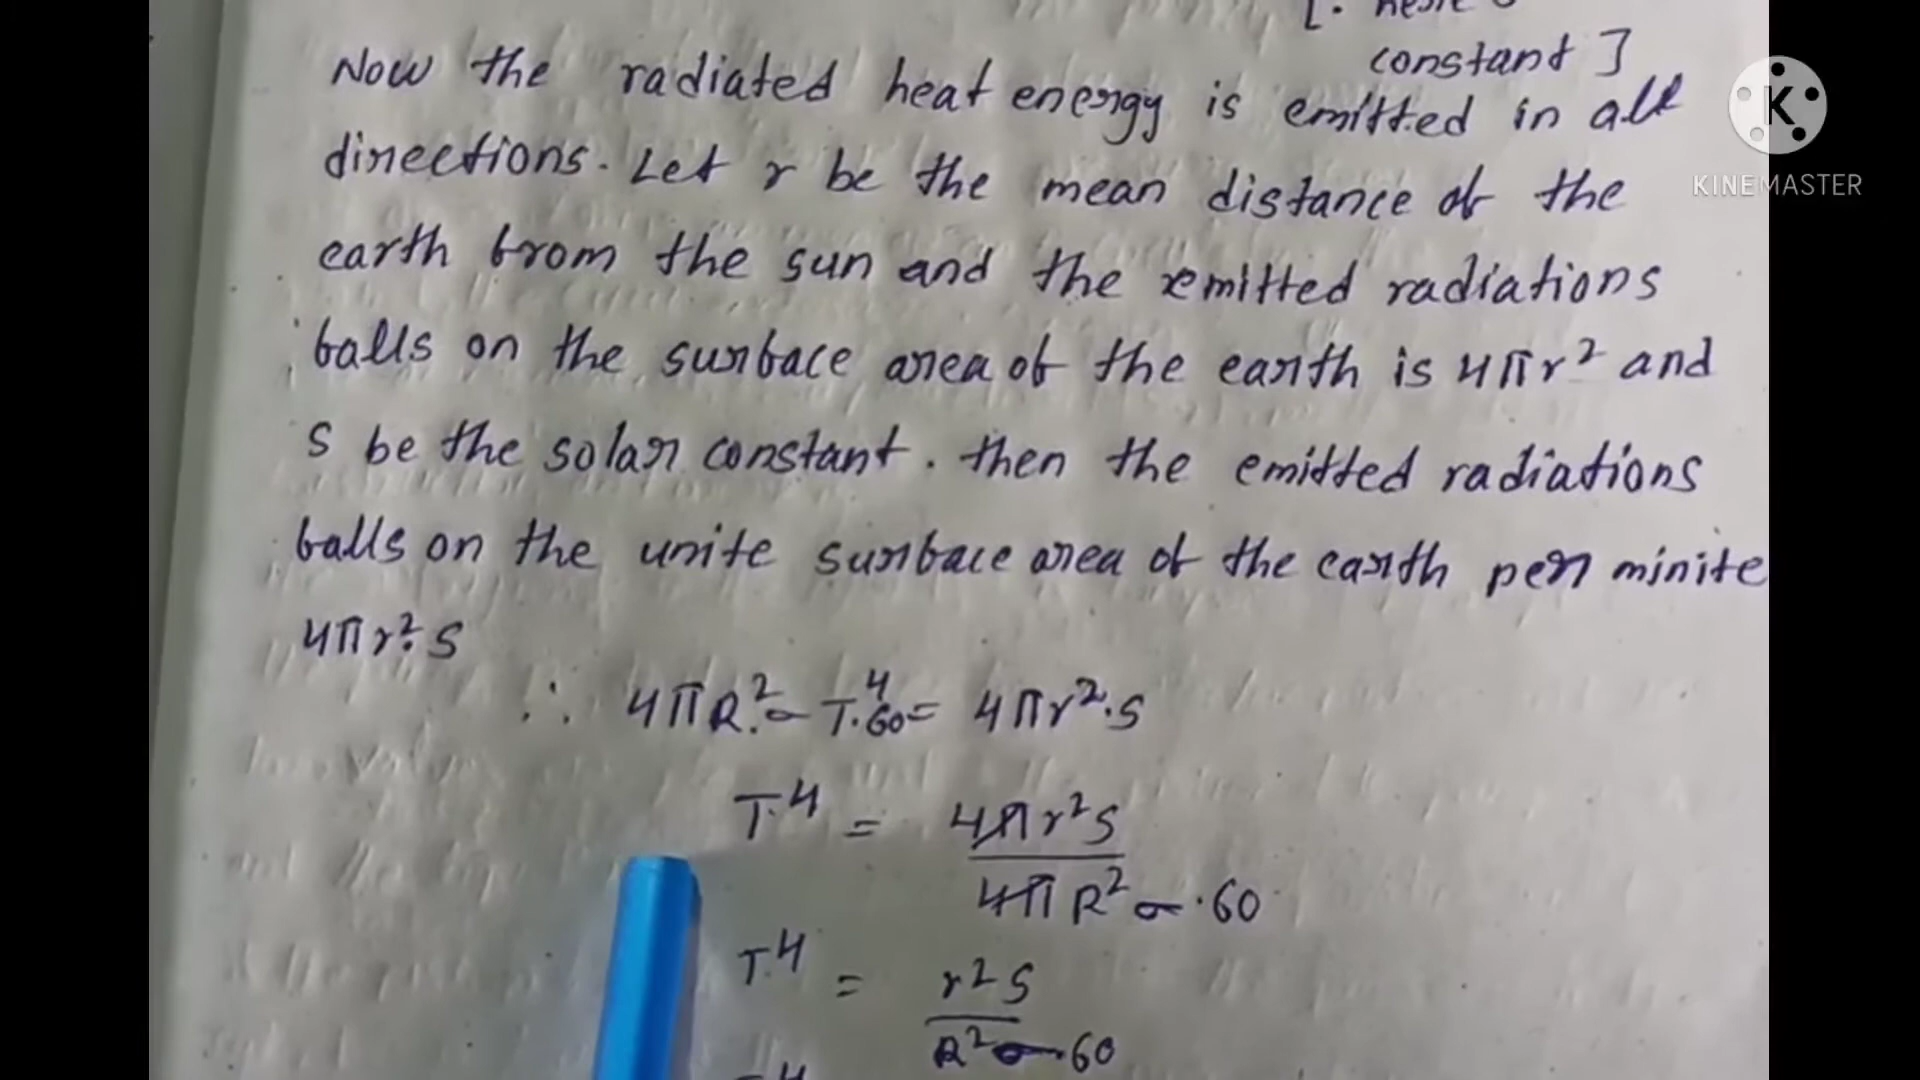 constant ]
Now the radiated heat energy is emitted in all
directions. Let r be the mean distance of the
earth from the sun and the emitted radiations
falls on the surface area of the earth is 4πr² and
S be the solar constant. then the emitted radiations
falls on the unite surface area of the earth per minite
4πr².S
∴ 4πR².σ T⁴.60 = 4πr².S
T⁴ = 4πr²S / 4πR²σ.60
T⁴ = r²S / R²σ.60
K
KINEMASTER